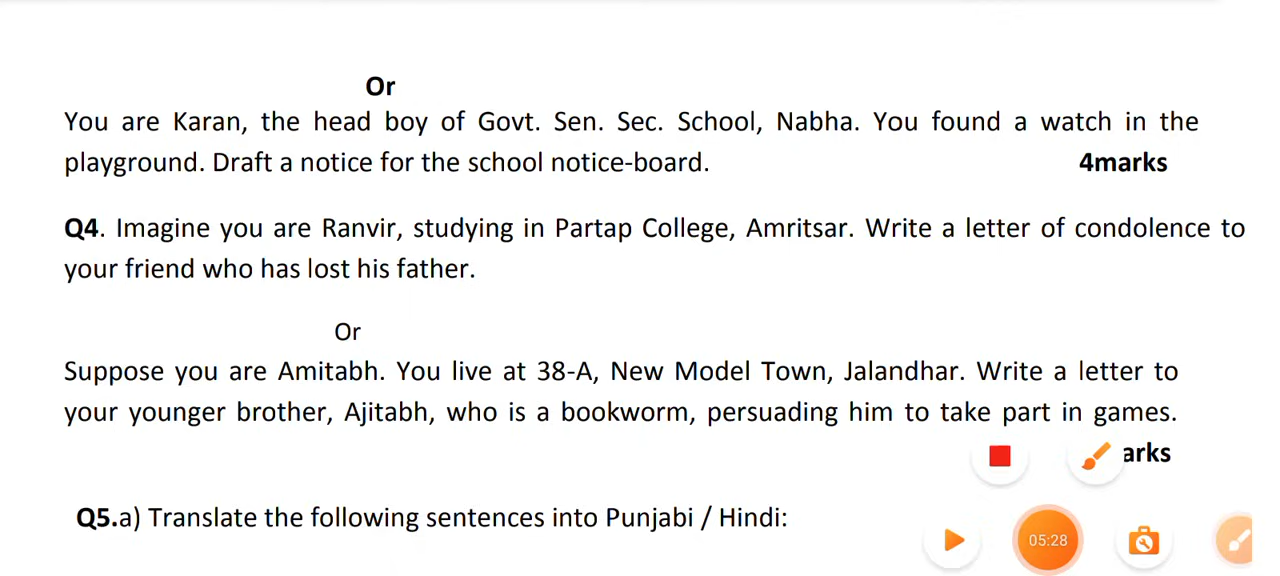 Or
You are Karan, the head boy of Govt. Sen. Sec. School, Nabha. You found a watch in the
playground. Draft a notice for the school notice-board. 4marks
Q4. Imagine you are Ranvir, studying in Partap College, Amritsar. Write a letter of condolence to
your friend who has lost his father.
Or
Suppose you are Amitabh. You live at 38-A, New Model Town, Jalandhar. Write a letter to
your younger brother, Ajitabh, who is a bookworm, persuading him to take part in games.
arks
Q5.a) Translate the following sentences into Punjabi / Hindi:
05:28